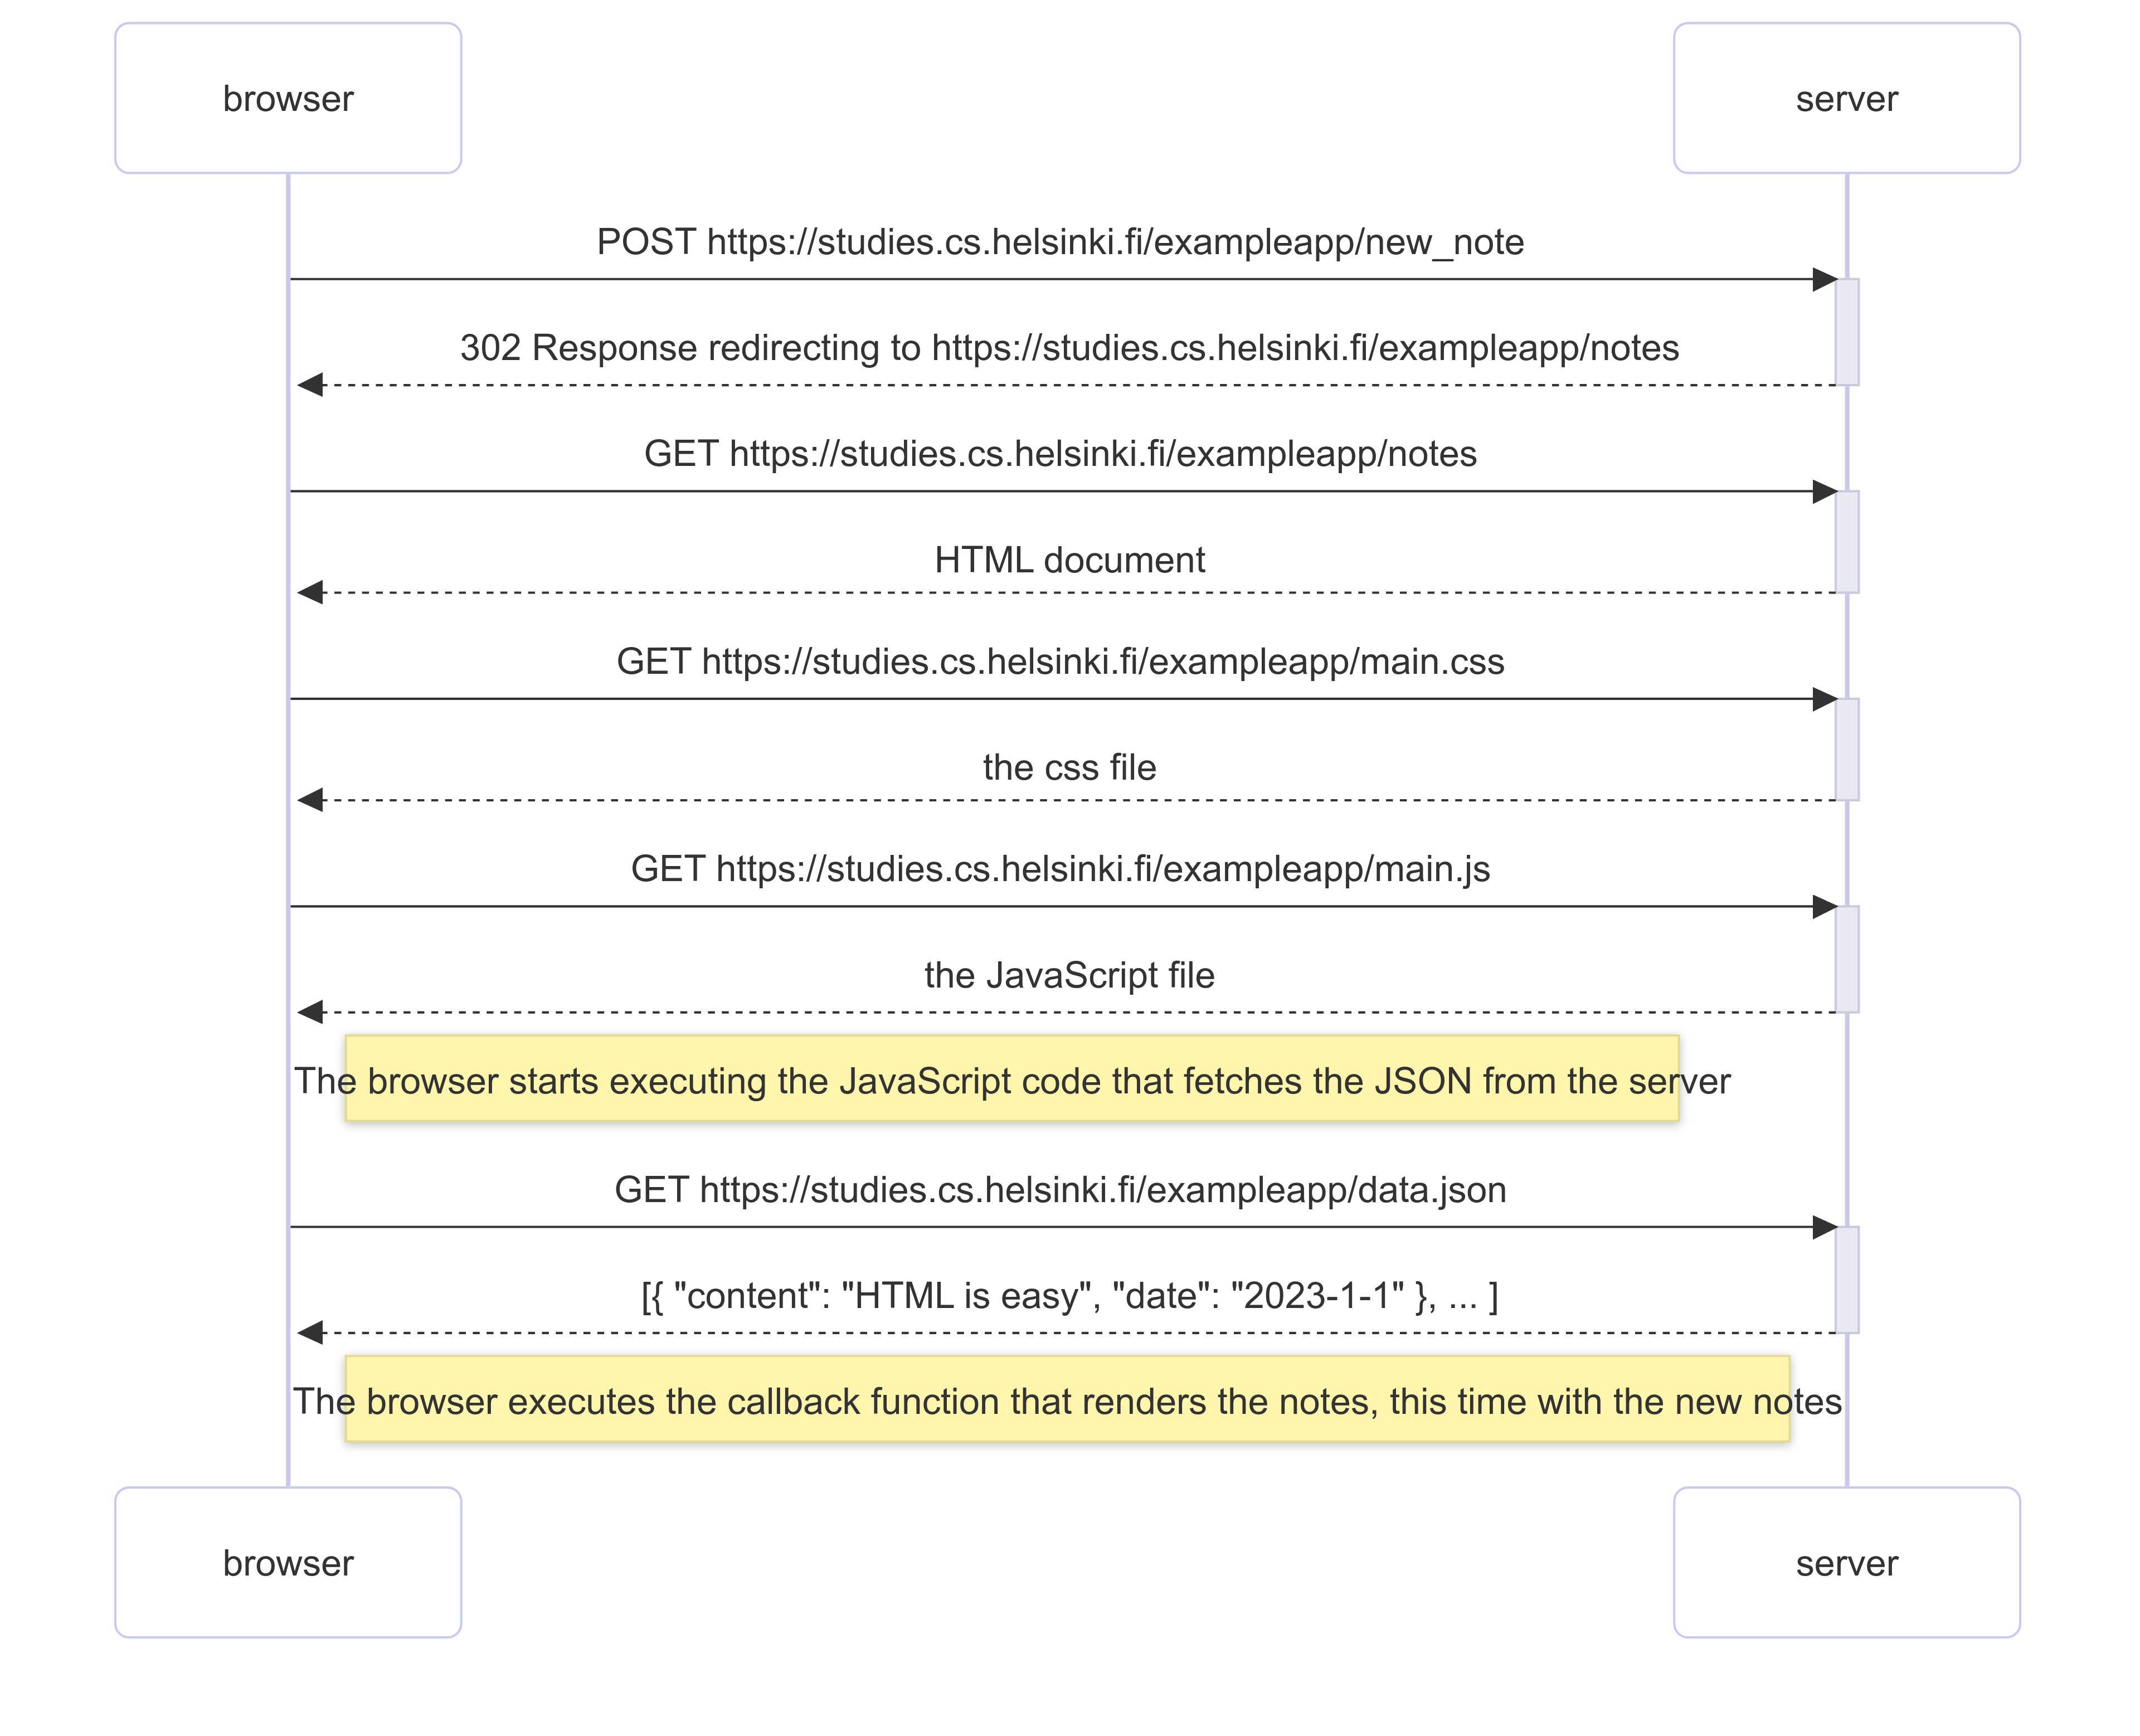 browser
server
POST https://studies.cs.helsinki.fi/exampleapp/new_note
302 Response redirecting to https://studies.cs.helsinki.fi/exampleapp/notes
GET https://studies.cs.helsinki.fi/exampleapp/notes
HTML document
GET https://studies.cs.helsinki.fi/exampleapp/main.css
the css file
GET https://studies.cs.helsinki.fi/exampleapp/main.js
the JavaScript file
The browser starts executing the JavaScript code that fetches the JSON from the server
GET https://studies.cs.helsinki.fi/exampleapp/data.json
[{ "content": "HTML is easy", "date": "2023-1-1" }, ... ]
The browser executes the callback function that renders the notes, this time with the new notes
browser
server